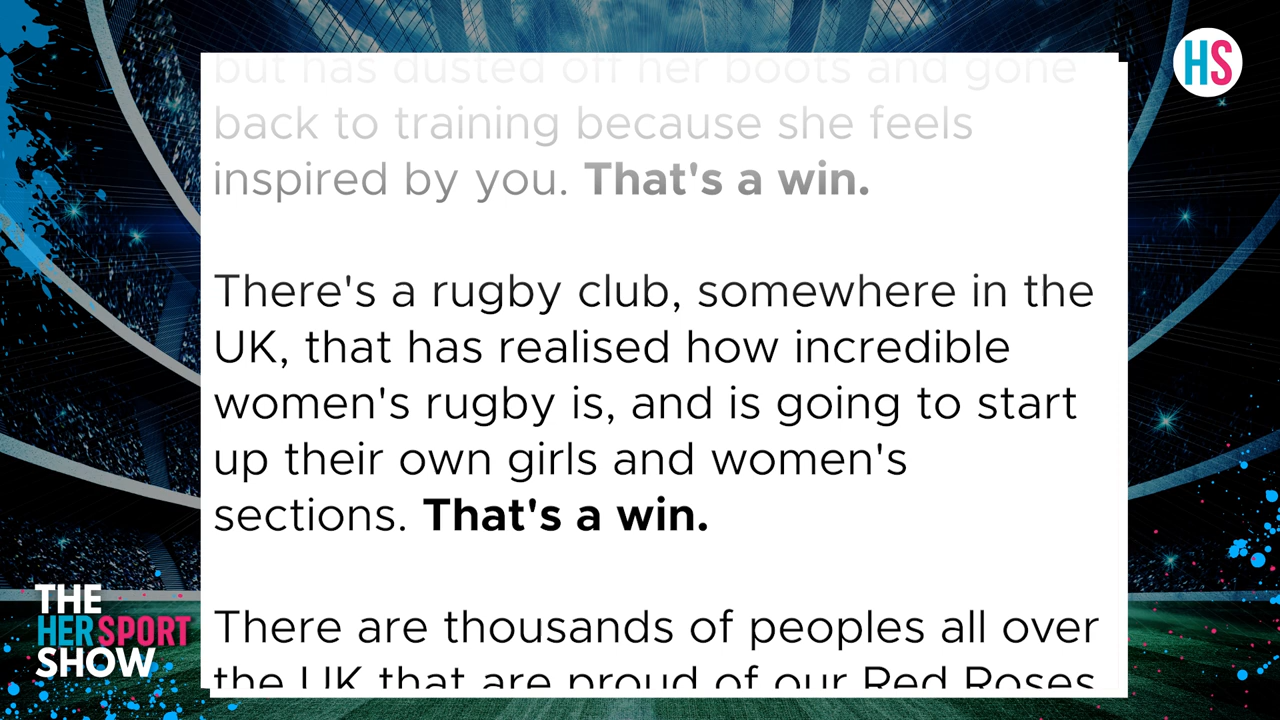 HS
but has dusted off her boots and gone
back to training because she feels
inspired by you. That's a win.
There's a rugby club, somewhere in the
UK, that has realised how incredible
women's rugby is, and is going to start
up their own girls and women's
sections. That's a win.
There are thousands of peoples all over
the UK that are proud of our Red Roses
THE
HER SPORT
SHOW